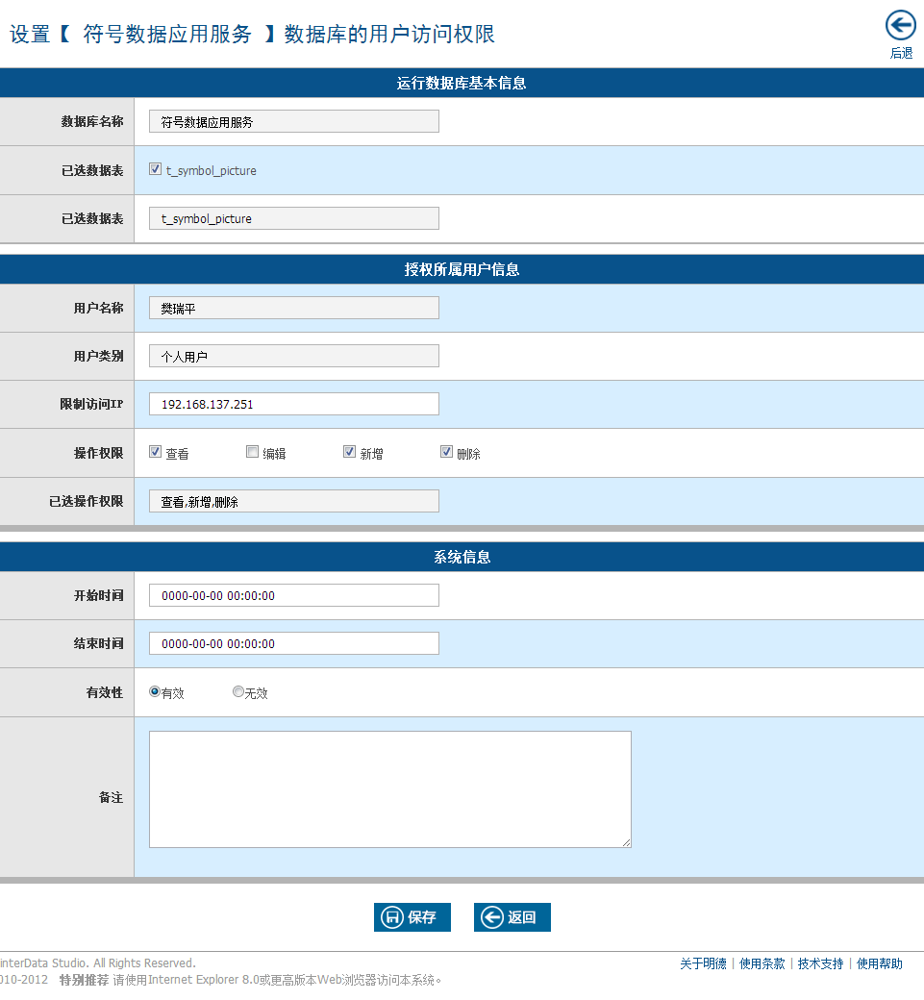 设置【 符号数据应用服务 】数据库的用户访问权限
后退
运行数据库基本信息
数据库名称 符号数据应用服务
已选数据表 t_symbol_picture
已选数据表 t_symbol_picture
授权所属用户信息
用户名称 樊瑞平
用户类别 个人用户
限制访问IP 192.168.137.251
操作权限 查看 编辑 新增 删除
已选操作权限 查看,新增,删除
系统信息
开始时间 0000-00-00 00:00:00
结束时间 0000-00-00 00:00:00
有效性 有效 无效
备注
保存 返回
interData Studio. All Rights Reserved. 关于明德 | 使用条款 | 技术支持 | 使用帮助
010-2012 特别推荐 请使用Internet Explorer 8.0或更高版本Web浏览器访问本系统。